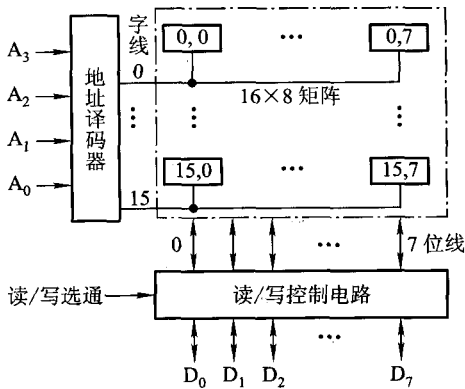 字线
A₃
A₂
A₁
A₀
地址译码器
0
⋮
15
0,0
⋯
0,7
16×8 矩阵
⋮
⋮
15,0
⋯
15,7
0
⋯
7 位线
读/写选通
读/写控制电路
D₀
D₁
D₂
⋯
D₇